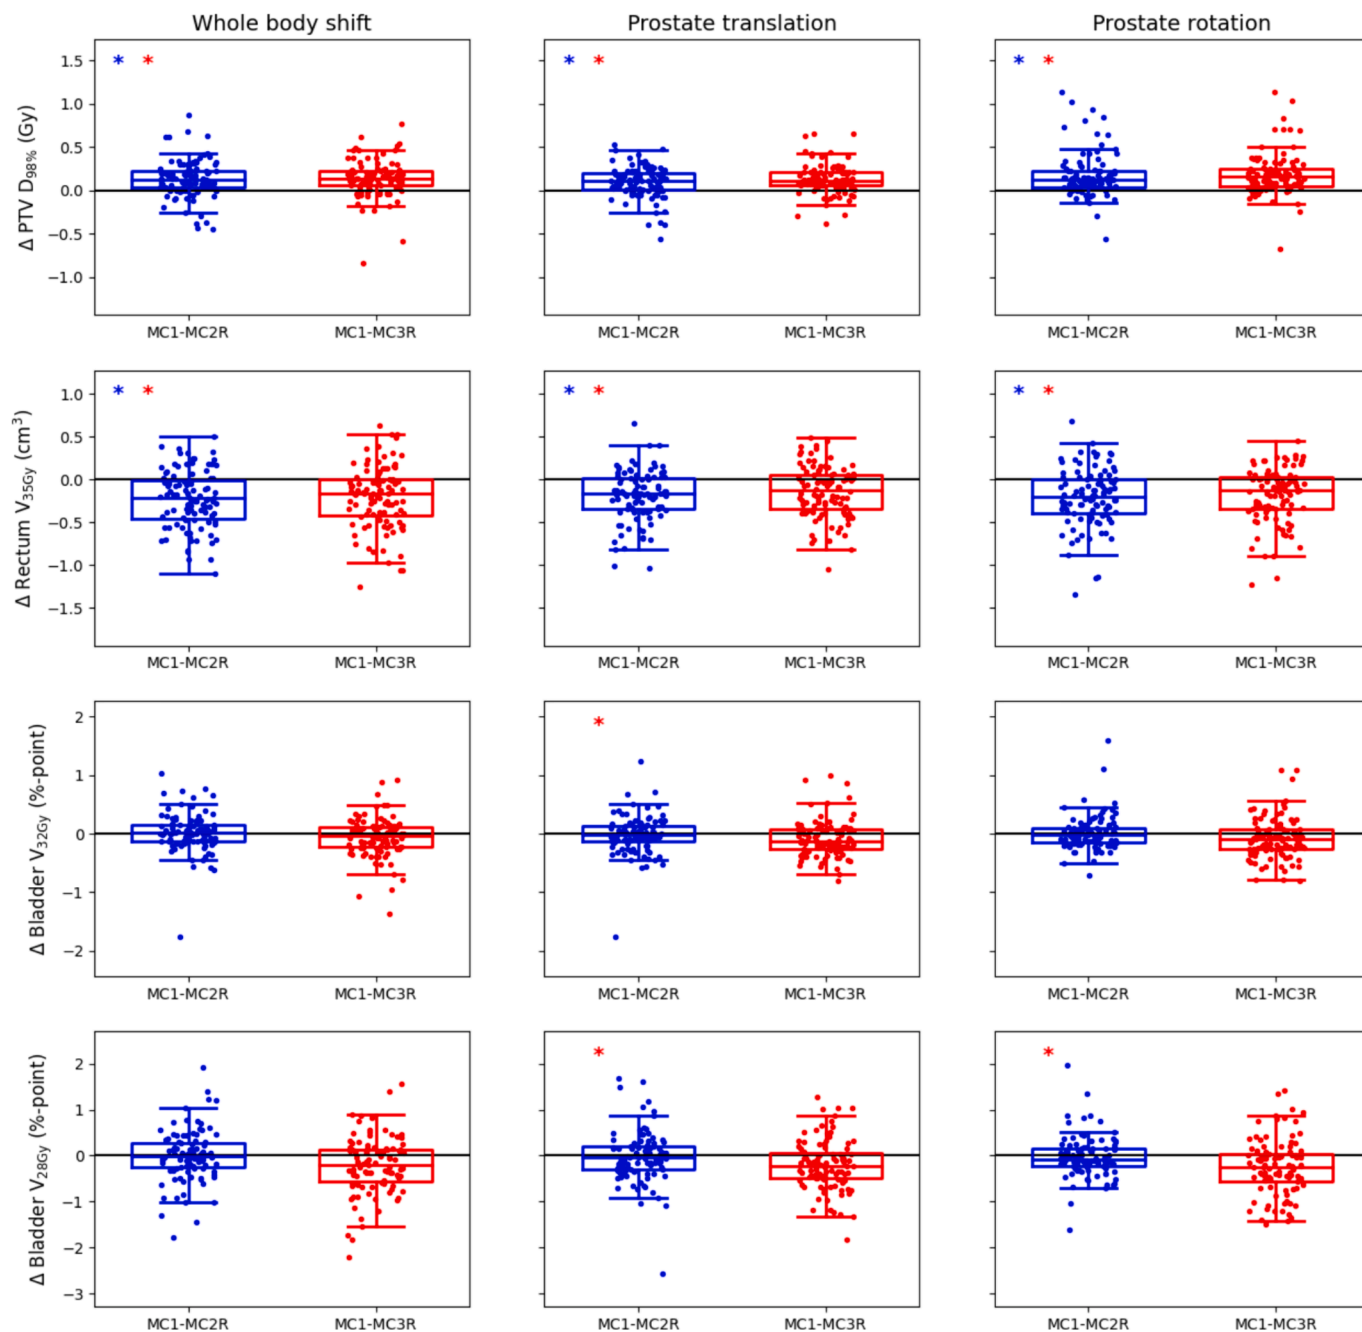 Whole body shift Prostate translation Prostate rotation
* * * * * *
Δ PTV D98% (Gy)
1.5
1.0
0.5
0.0
−0.5
−1.0
MC1-MC2R MC1-MC3R MC1-MC2R MC1-MC3R MC1-MC2R MC1-MC3R
* * * * * *
Δ Rectum V35Gy (cm³)
1.0
0.5
0.0
−0.5
−1.0
−1.5
MC1-MC2R MC1-MC3R MC1-MC2R MC1-MC3R MC1-MC2R MC1-MC3R
*
Δ Bladder V32Gy (%-point)
2
1
0
−1
−2
MC1-MC2R MC1-MC3R MC1-MC2R MC1-MC3R MC1-MC2R MC1-MC3R
* *
Δ Bladder V28Gy (%-point)
2
1
0
−1
−2
−3
MC1-MC2R MC1-MC3R MC1-MC2R MC1-MC3R MC1-MC2R MC1-MC3R